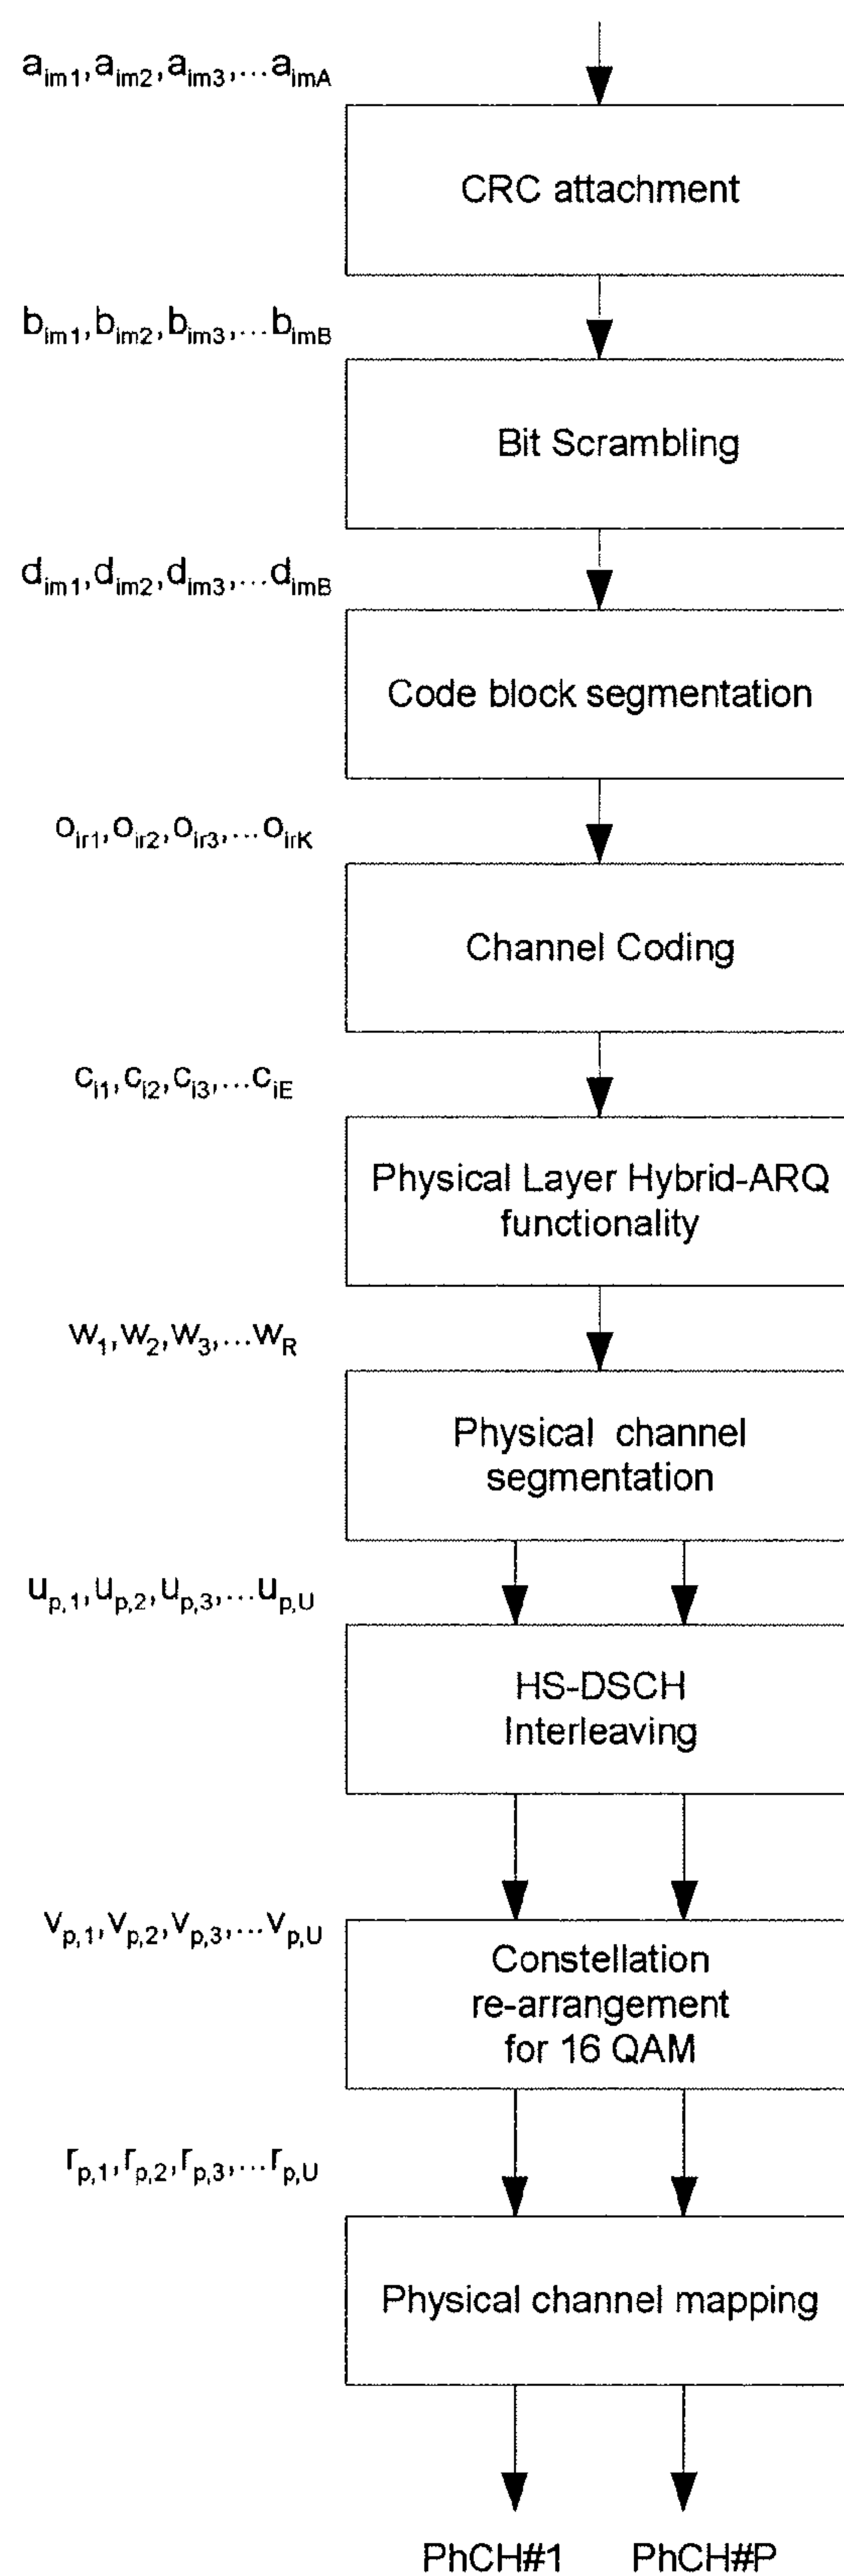 a_im1,a_im2,a_im3,...a_imA
CRC attachment
b_im1,b_im2,b_im3,...b_imB
Bit Scrambling
d_im1,d_im2,d_im3,...d_imB
Code block segmentation
o_ir1,o_ir2,o_ir3,...o_irK
Channel Coding
c_i1,c_i2,c_i3,...c_iE
Physical Layer Hybrid-ARQ
functionality
w_1,w_2,w_3,...w_R
Physical channel
segmentation
u_p,1,u_p,2,u_p,3,...u_p,U
HS-DSCH
Interleaving
v_p,1,v_p,2,v_p,3,...v_p,U
Constellation
re-arrangement
for 16 QAM
r_p,1,r_p,2,r_p,3,...r_p,U
Physical channel mapping
PhCH#1 PhCH#P